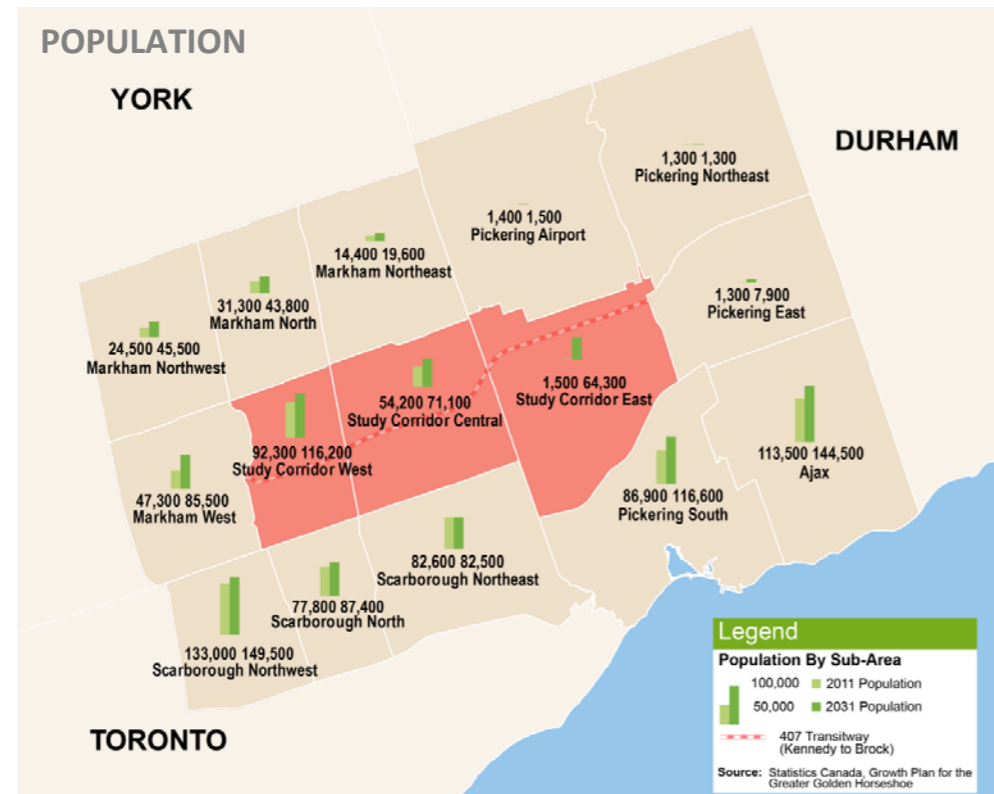 POPULATION
YORK
DURHAM
1,300 1,300
Pickering Northeast
1,400 1,500
Pickering Airport
14,400 19,600
Markham Northeast
31,300 43,800
Markham North
24,500 45,500
Markham Northwest
1,300 7,900
Pickering East
1,500 64,300
Study Corridor East
54,200 71,100
Study Corridor Central
92,300 116,200
Study Corridor West
47,300 85,500
Markham West
113,500 144,500
Ajax
86,900 116,600
Pickering South
82,600 82,500
Scarborough Northeast
77,800 87,400
Scarborough North
133,000 149,500
Scarborough Northwest
TORONTO
Legend
Population By Sub-Area
100,000 2011 Population
50,000 2031 Population
407 Transitway
(Kennedy to Brock)
Source: Statistics Canada, Growth Plan for the
Greater Golden Horseshoe